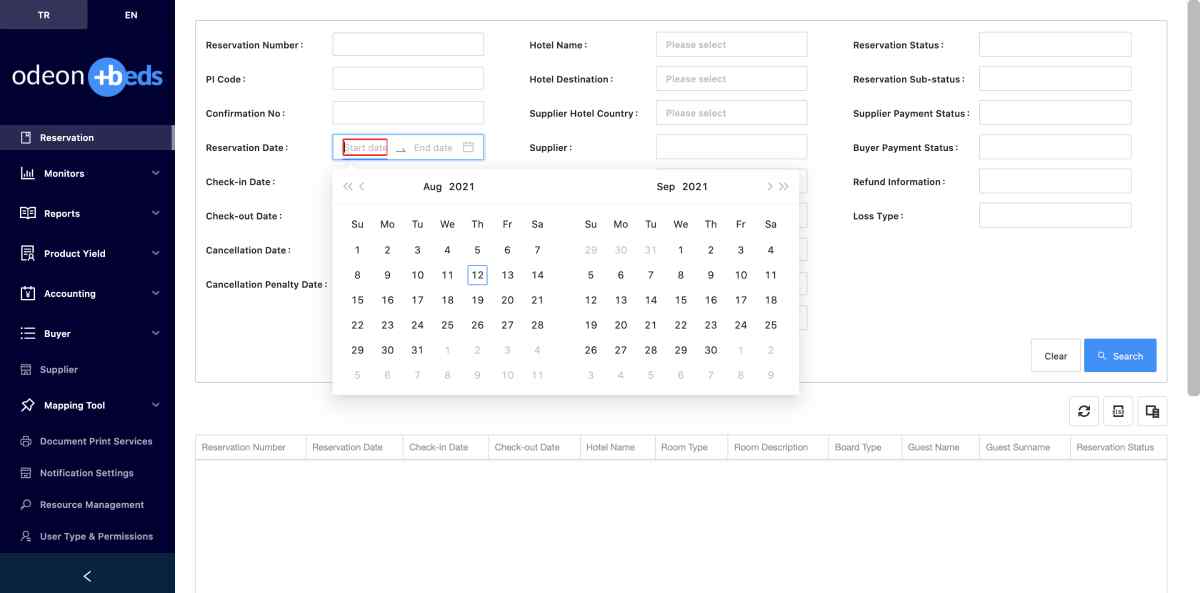 TR EN
odeon +beds
Reservation
Monitors
Reports
Product Yield
Accounting
Buyer
Supplier
Mapping Tool
Document Print Services
Notification Settings
Resource Management
User Type & Permissions
Reservation Number :
PI Code :
Confirmation No :
Reservation Date : Start date End date
Check-in Date :
Check-out Date :
Cancellation Date :
Cancellation Penalty Date :
Hotel Name : Please select
Hotel Destination : Please select
Supplier Hotel Country : Please select
Supplier :
Reservation Status :
Reservation Sub-status :
Supplier Payment Status :
Buyer Payment Status :
Refund Information :
Loss Type :
Aug 2021
Su Mo Tu We Th Fr Sa
1 2 3 4 5 6 7
8 9 10 11 12 13 14
15 16 17 18 19 20 21
22 23 24 25 26 27 28
29 30 31 1 2 3 4
5 6 7 8 9 10 11
Sep 2021
Su Mo Tu We Th Fr Sa
29 30 31 1 2 3 4
5 6 7 8 9 10 11
12 13 14 15 16 17 18
19 20 21 22 23 24 25
26 27 28 29 30 1 2
3 4 5 6 7 8 9
Clear Search
Reservation Number Reservation Date Check-in Date Check-out Date Hotel Name Room Type Room Description Board Type Guest Name Guest Surname Reservation Status